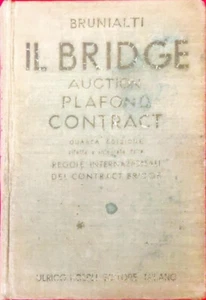 BRUNIALTI
IL BRIDGE
AUCTION
PLAFOND
CONTRACT
QUARTA EDIZIONE
REGOLE INTERNAZIONALI
DEL CONTRACT BRIDGE
ULRICO HOEPLI EDITORE MILANO